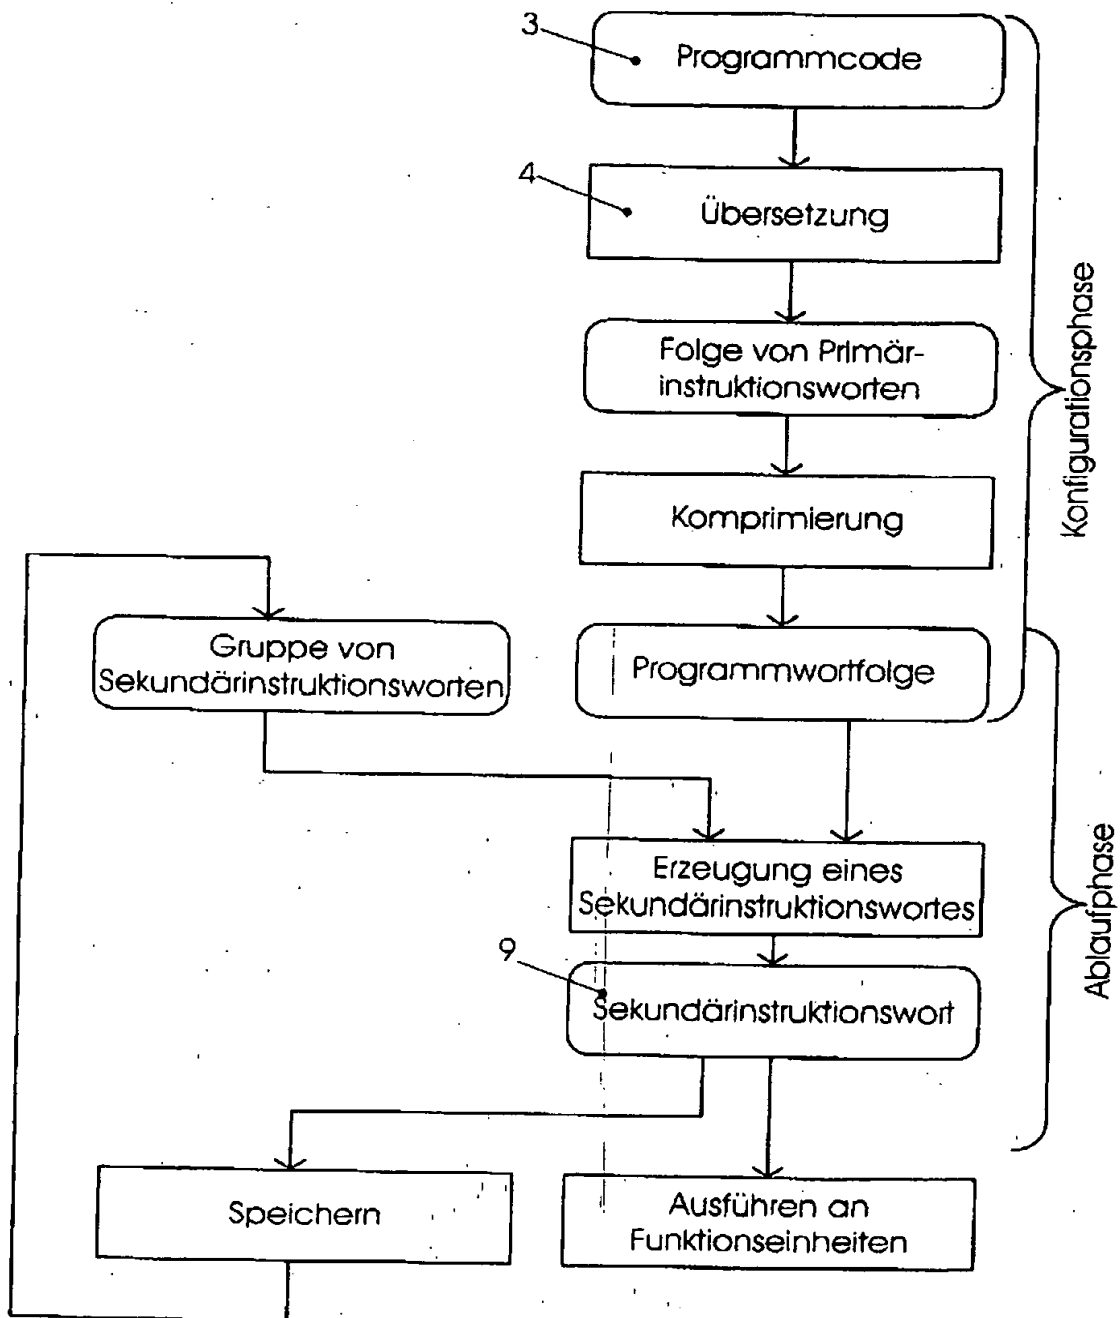 3
Programmcode
4
Übersetzung
Folge von Primär-
instruktionsworten
Konfigurationsphase
Komprimierung
Gruppe von
Sekundärinstruktionsworten
Programmwortfolge
Erzeugung eines
Sekundärinstruktionswortes
Ablaufphase
9
Sekundärinstruktionswort
Speichern
Ausführen an
Funktionseinheiten